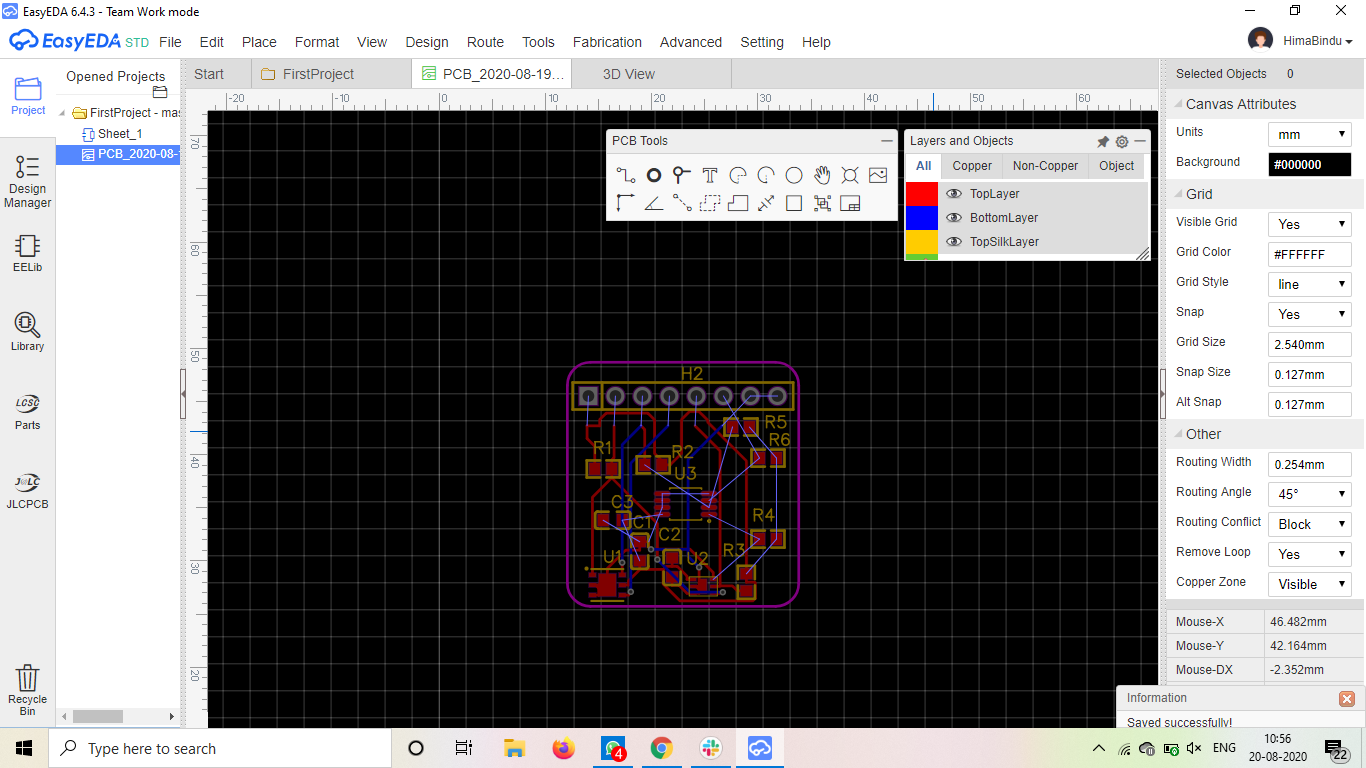 EasyEDA 6.4.3 - Team Work mode
EasyEDA STD File Edit Place Format View Design Route Tools Fabrication Advanced Setting Help HimaBindu
Project
Design Manager
EELib
Library
LCSC
Parts
J@LC
JLCPCB
Recycle Bin
Opened Projects
FirstProject - mas
Sheet_1
PCB_2020-08-
Start FirstProject PCB_2020-08-19... 3D View
-20 -10 0 10 20 30 40 50 60
70
60
50
40
30
20
PCB Tools
Layers and Objects
All Copper Non-Copper Object
TopLayer
BottomLayer
TopSilkLayer
H2
R5
R6
R1
R2
U3
C3
C1
R4
C2
U1
U2
R3
Selected Objects 0
Canvas Attributes
Units mm
Background #000000
Grid
Visible Grid Yes
Grid Color #FFFFFF
Grid Style line
Snap Yes
Grid Size 2.540mm
Snap Size 0.127mm
Alt Snap 0.127mm
Other
Routing Width 0.254mm
Routing Angle 45°
Routing Conflict Block
Remove Loop Yes
Copper Zone Visible
Mouse-X 46.482mm
Mouse-Y 42.164mm
Mouse-DX -2.352mm
Information
Saved successfully!
Type here to search
4
ENG
10:56
20-08-2020
22